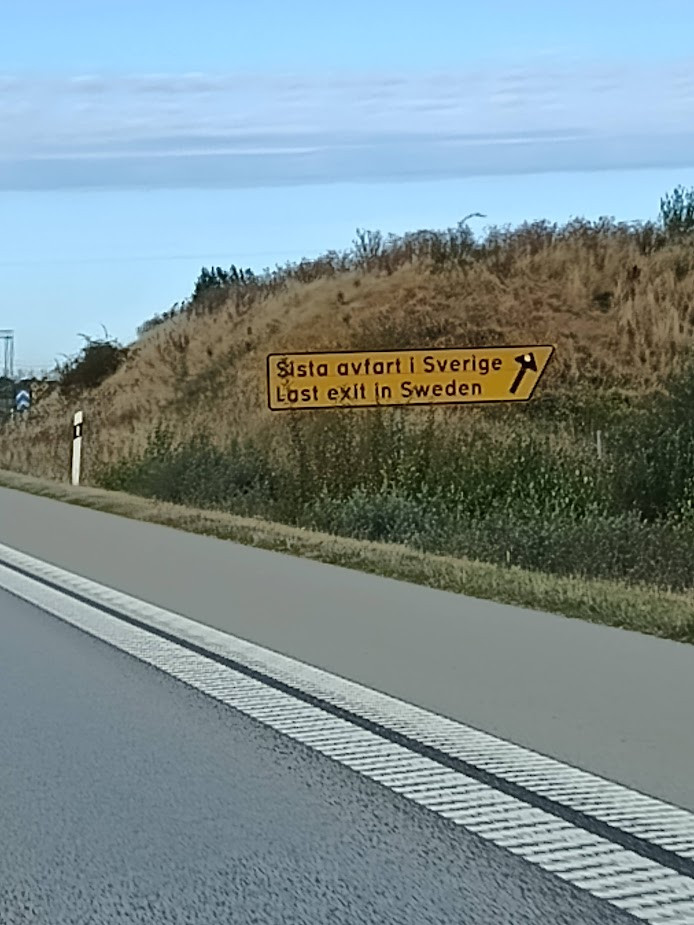 Sista avfart i Sverige
Last exit in Sweden